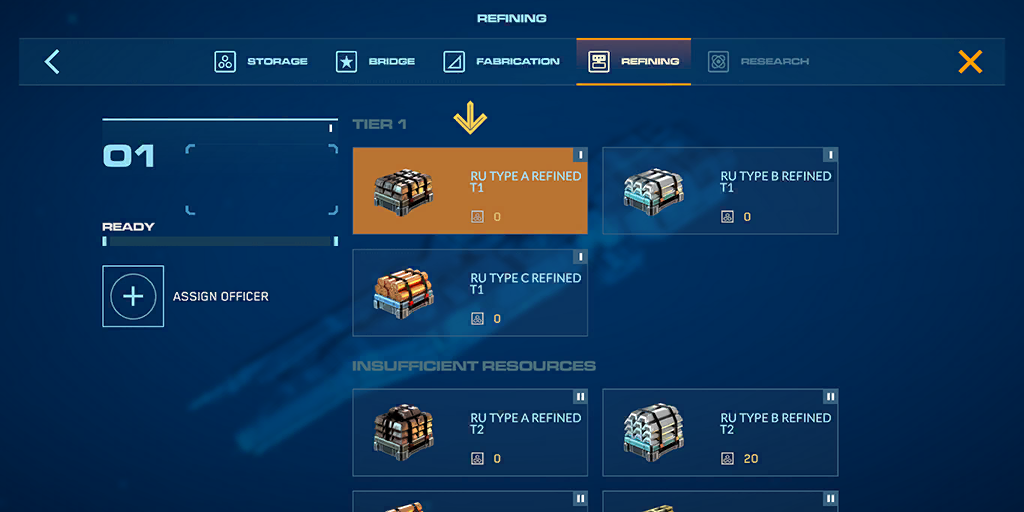 REFINING
STORAGE
BRIDGE
FABRICATION
REFINING
RESEARCH
I
01
READY
ASSIGN OFFICER
TIER 1
I
RU TYPE A REFINED
T1
0
I
RU TYPE B REFINED
T1
0
I
RU TYPE C REFINED
T1
0
INSUFFICIENT RESOURCES
II
RU TYPE A REFINED
T2
0
II
RU TYPE B REFINED
T2
20
II
II